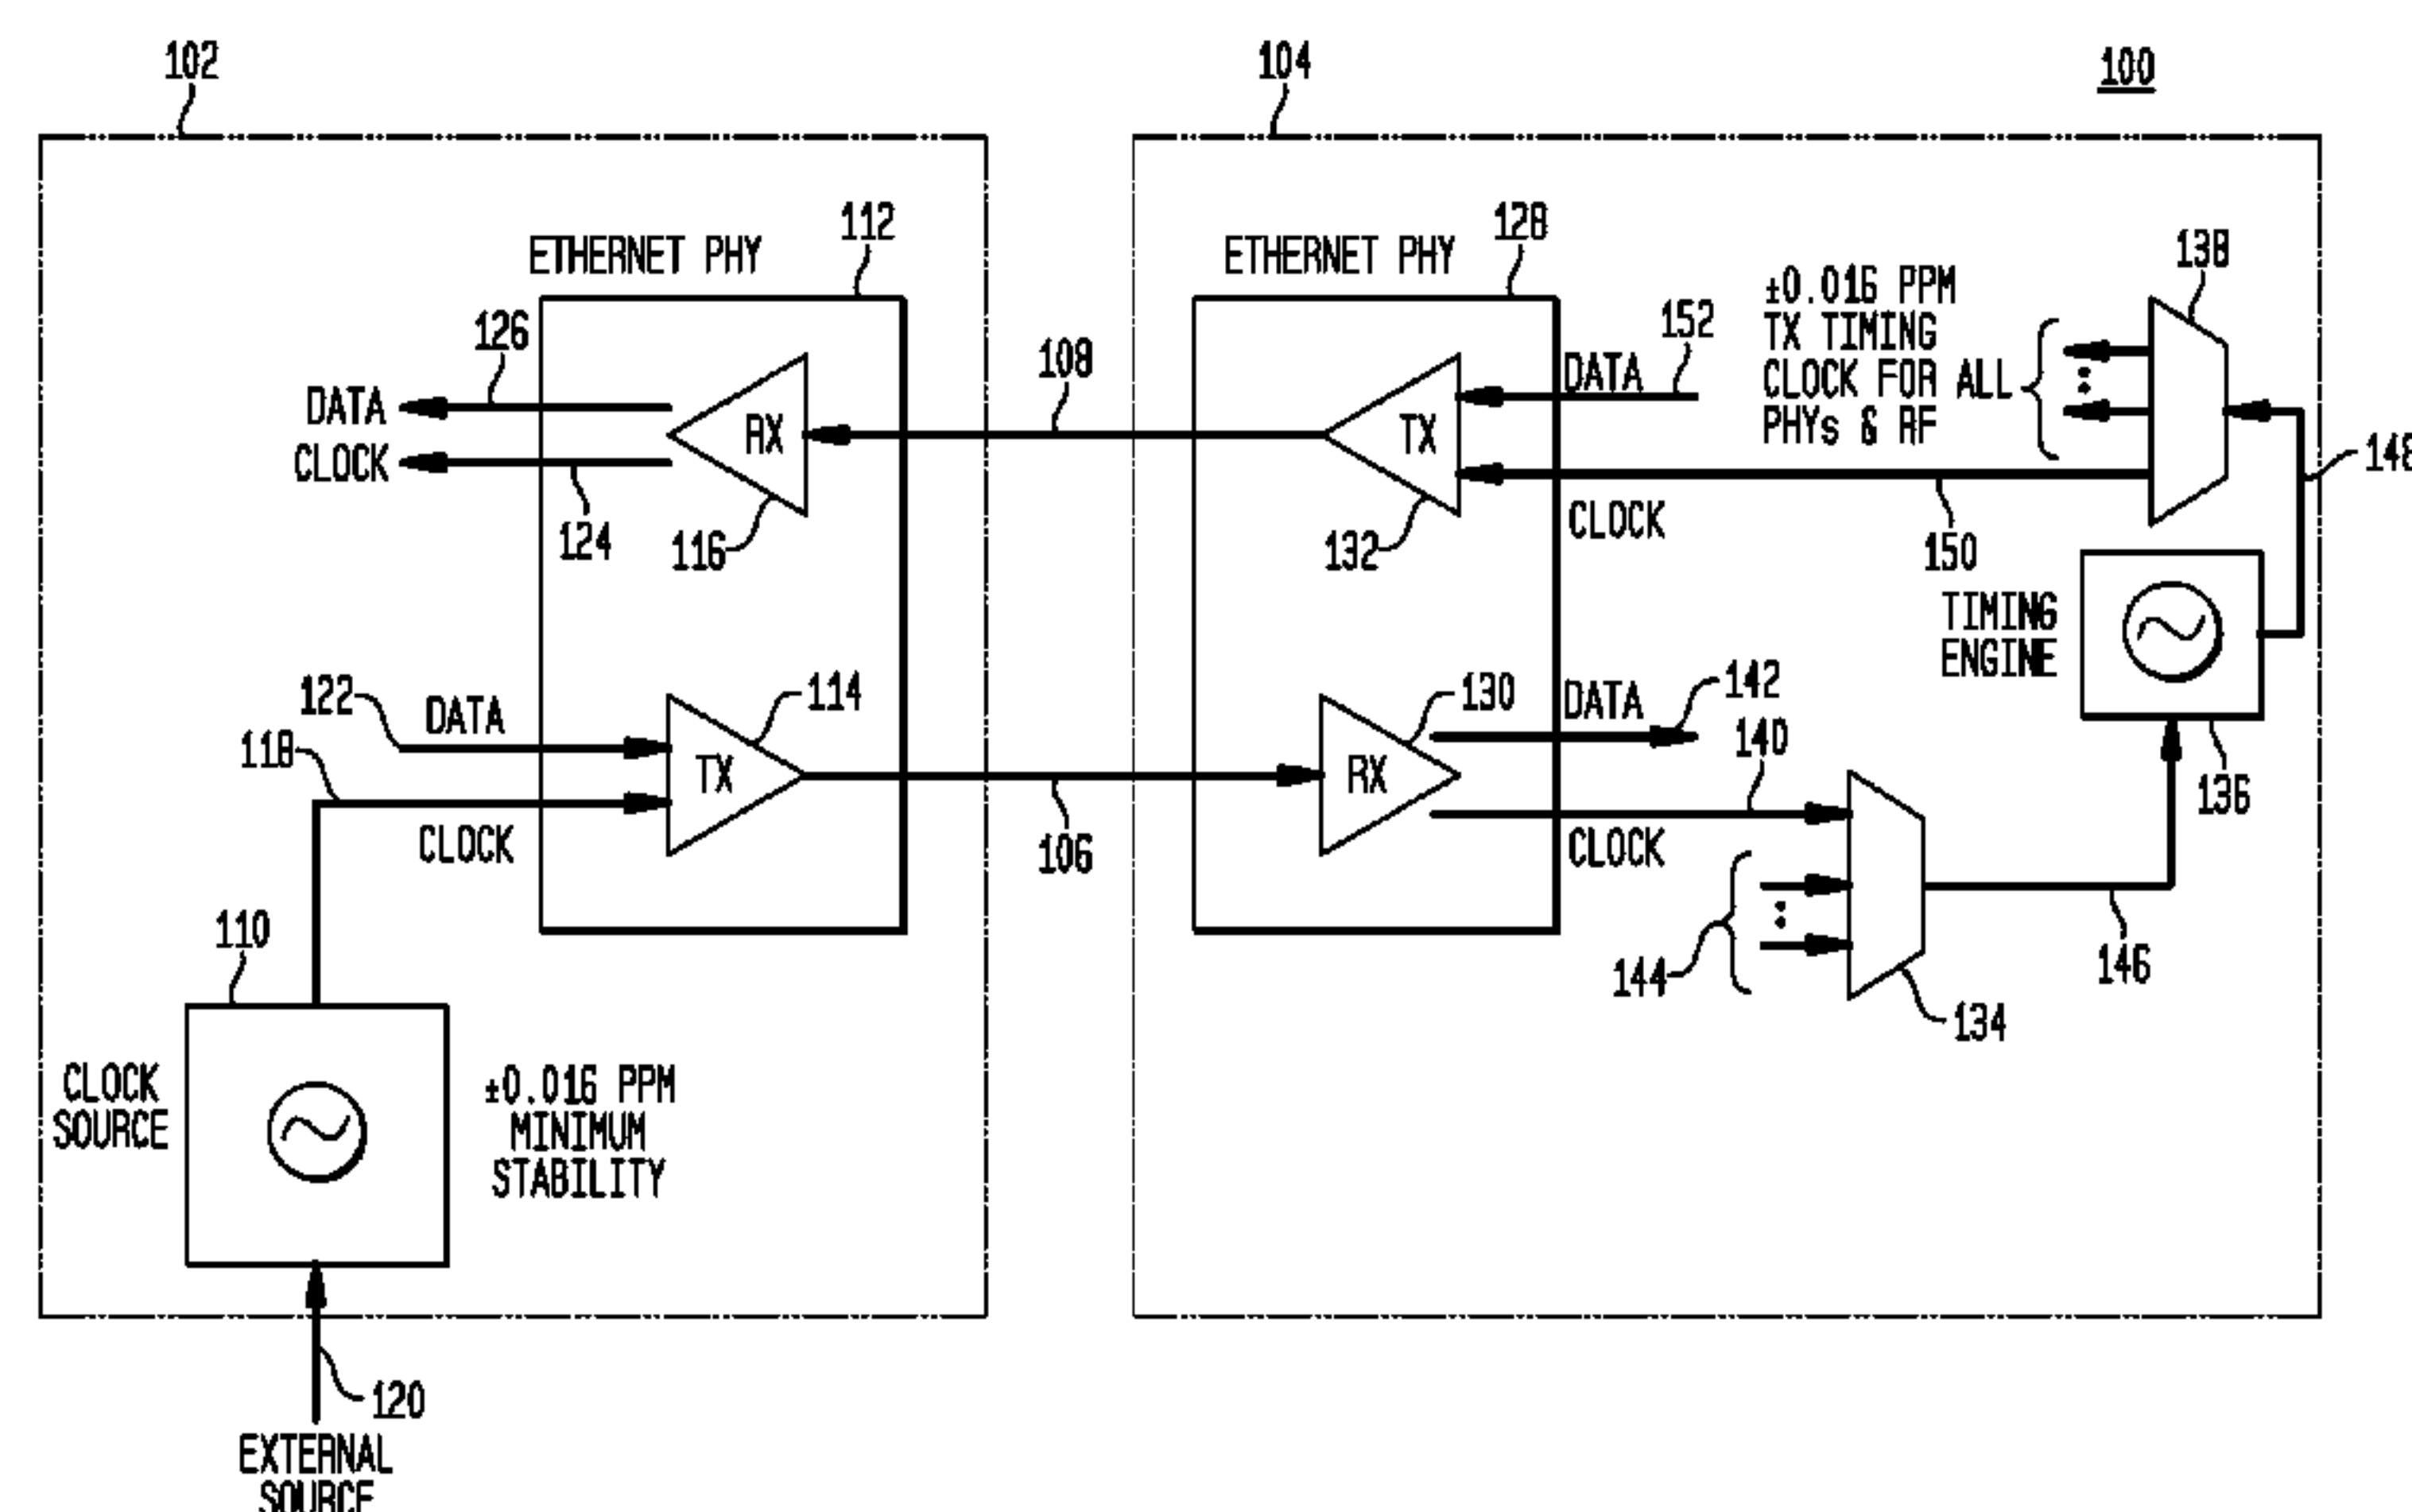 102
104
100
ETHERNET PHY
112
ETHERNET PHY
128
138
±0.016 PPM
TX TIMING
CLOCK FOR ALL
PHYs & RF
126
108
152
DATA
DATA
RX
TX
CLOCK
148
124
116
132
CLOCK
150
TIMING
ENGINE
122
DATA
114
130
DATA
142
118
140
TX
RX
136
CLOCK
106
CLOCK
110
144
146
134
CLOCK
SOURCE
±0.016 PPM
MINIMUM
STABILITY
120
EXTERNAL
SOURCE